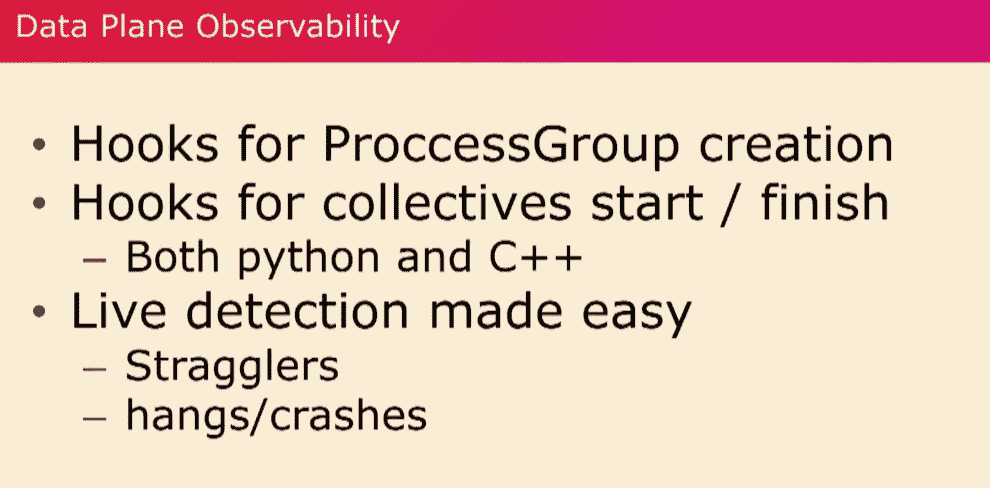 Data Plane Observability
• Hooks for ProccessGroup creation
• Hooks for collectives start / finish
– Both python and C++
• Live detection made easy
– Stragglers
– hangs/crashes